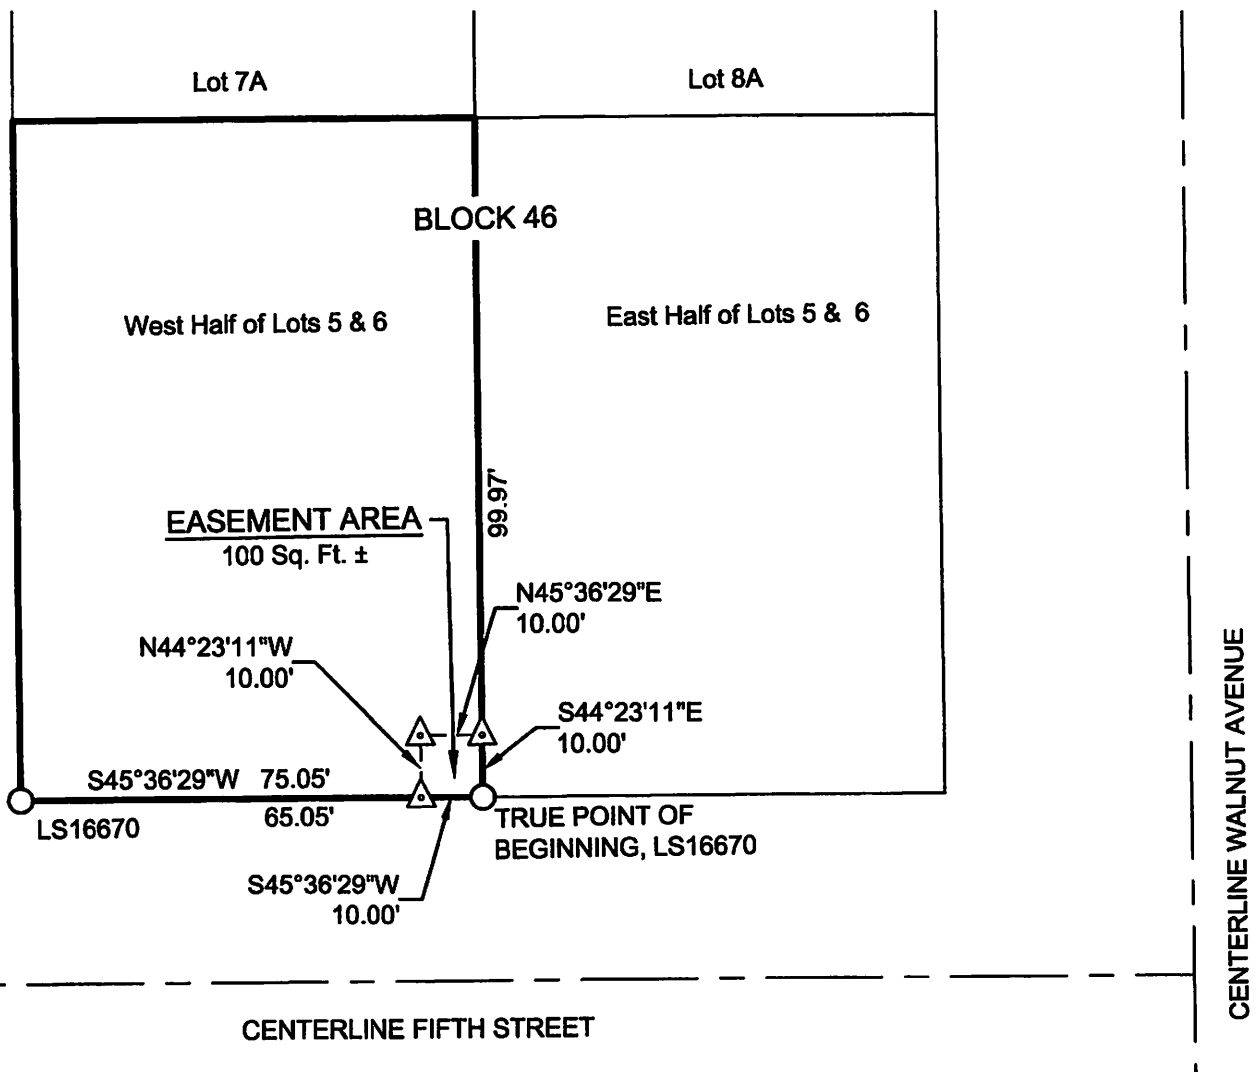 Lot 7A
Lot 8A
BLOCK 46
West Half of Lots 5 & 6
East Half of Lots 5 & 6
99.97'
EASEMENT AREA
100 Sq. Ft. ±
N45°36'29"E
10.00'
N44°23'11"W
10.00'
S44°23'11"E
10.00'
S45°36'29"W 75.05'
65.05'
LS16670
TRUE POINT OF
BEGINNING, LS16670
S45°36'29"W
10.00'
CENTERLINE WALNUT AVENUE
CENTERLINE FIFTH STREET